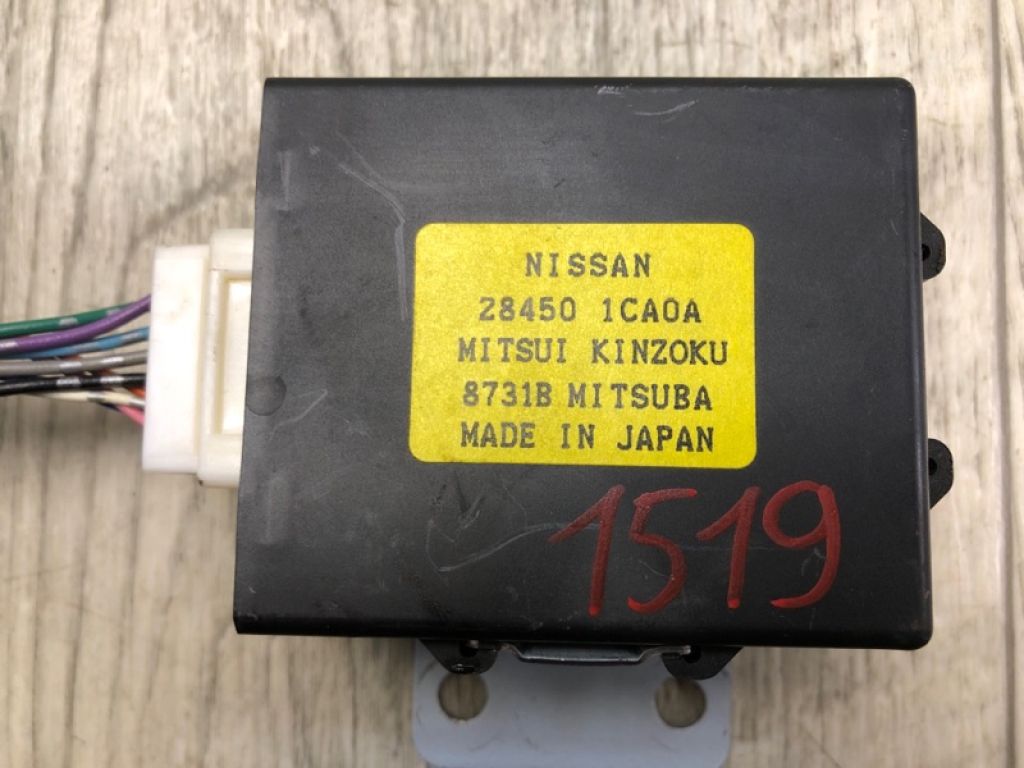 NISSAN
28450 1CA0A
MITSUI KINZOKU
8731B MITSUBA
MADE IN JAPAN
1519